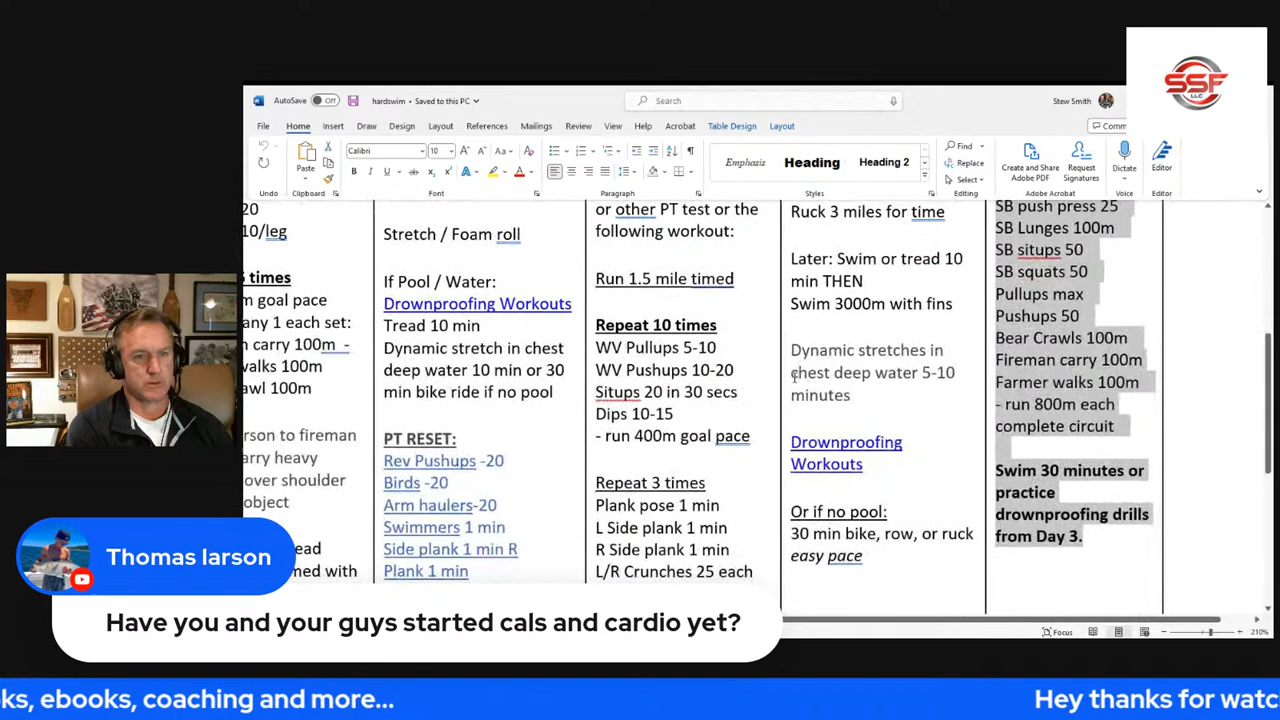 SSF
LLC
AutoSave
Off
hardswim • Saved to this PC
Search
Stew Smith
File
Home
Insert
Draw
Design
Layout
References
Mailings
Review
View
Help
Acrobat
Table Design
Layout
Comm
Paste
Calibri
10
Emphasis
Heading
Heading 2
Find
Replace
Select
Create and Share
Adobe PDF
Request
Signatures
Dictate
Editor
Undo
Clipboard
Font
Paragraph
Styles
Editing
Adobe Acrobat
Voice
Editor
20
10/leg
times
m goal pace
any 1 each set:
n carry 100m -
walks 100m
awl 100m
erson to fireman
arry heavy
over shoulder
object
ead
med with
Stretch / Foam roll
If Pool / Water:
Drownproofing Workouts
Tread 10 min
Dynamic stretch in chest
deep water 10 min or 30
min bike ride if no pool
PT RESET:
Rev Pushups -20
Birds -20
Arm haulers-20
Swimmers 1 min
Side plank 1 min R
Plank 1 min
or other PT test or the
following workout:
Run 1.5 mile timed
Repeat 10 times
WV Pullups 5-10
WV Pushups 10-20
Situps 20 in 30 secs
Dips 10-15
- run 400m goal pace
Repeat 3 times
Plank pose 1 min
L Side plank 1 min
R Side plank 1 min
L/R Crunches 25 each
Ruck 3 miles for time
Later: Swim or tread 10
min THEN
Swim 3000m with fins
Dynamic stretches in
chest deep water 5-10
minutes
Drownproofing
Workouts
Or if no pool:
30 min bike, row, or ruck
easy pace
SB push press 25
SB Lunges 100m
SB situps 50
SB squats 50
Pullups max
Pushups 50
Bear Crawls 100m
Fireman carry 100m
Farmer walks 100m
- run 800m each
complete circuit
Swim 30 minutes or
practice
drownproofing drills
from Day 3.
Focus
210%
Thomas larson
Have you and your guys started cals and cardio yet?
ks, ebooks, coaching and more...
Hey thanks for watc